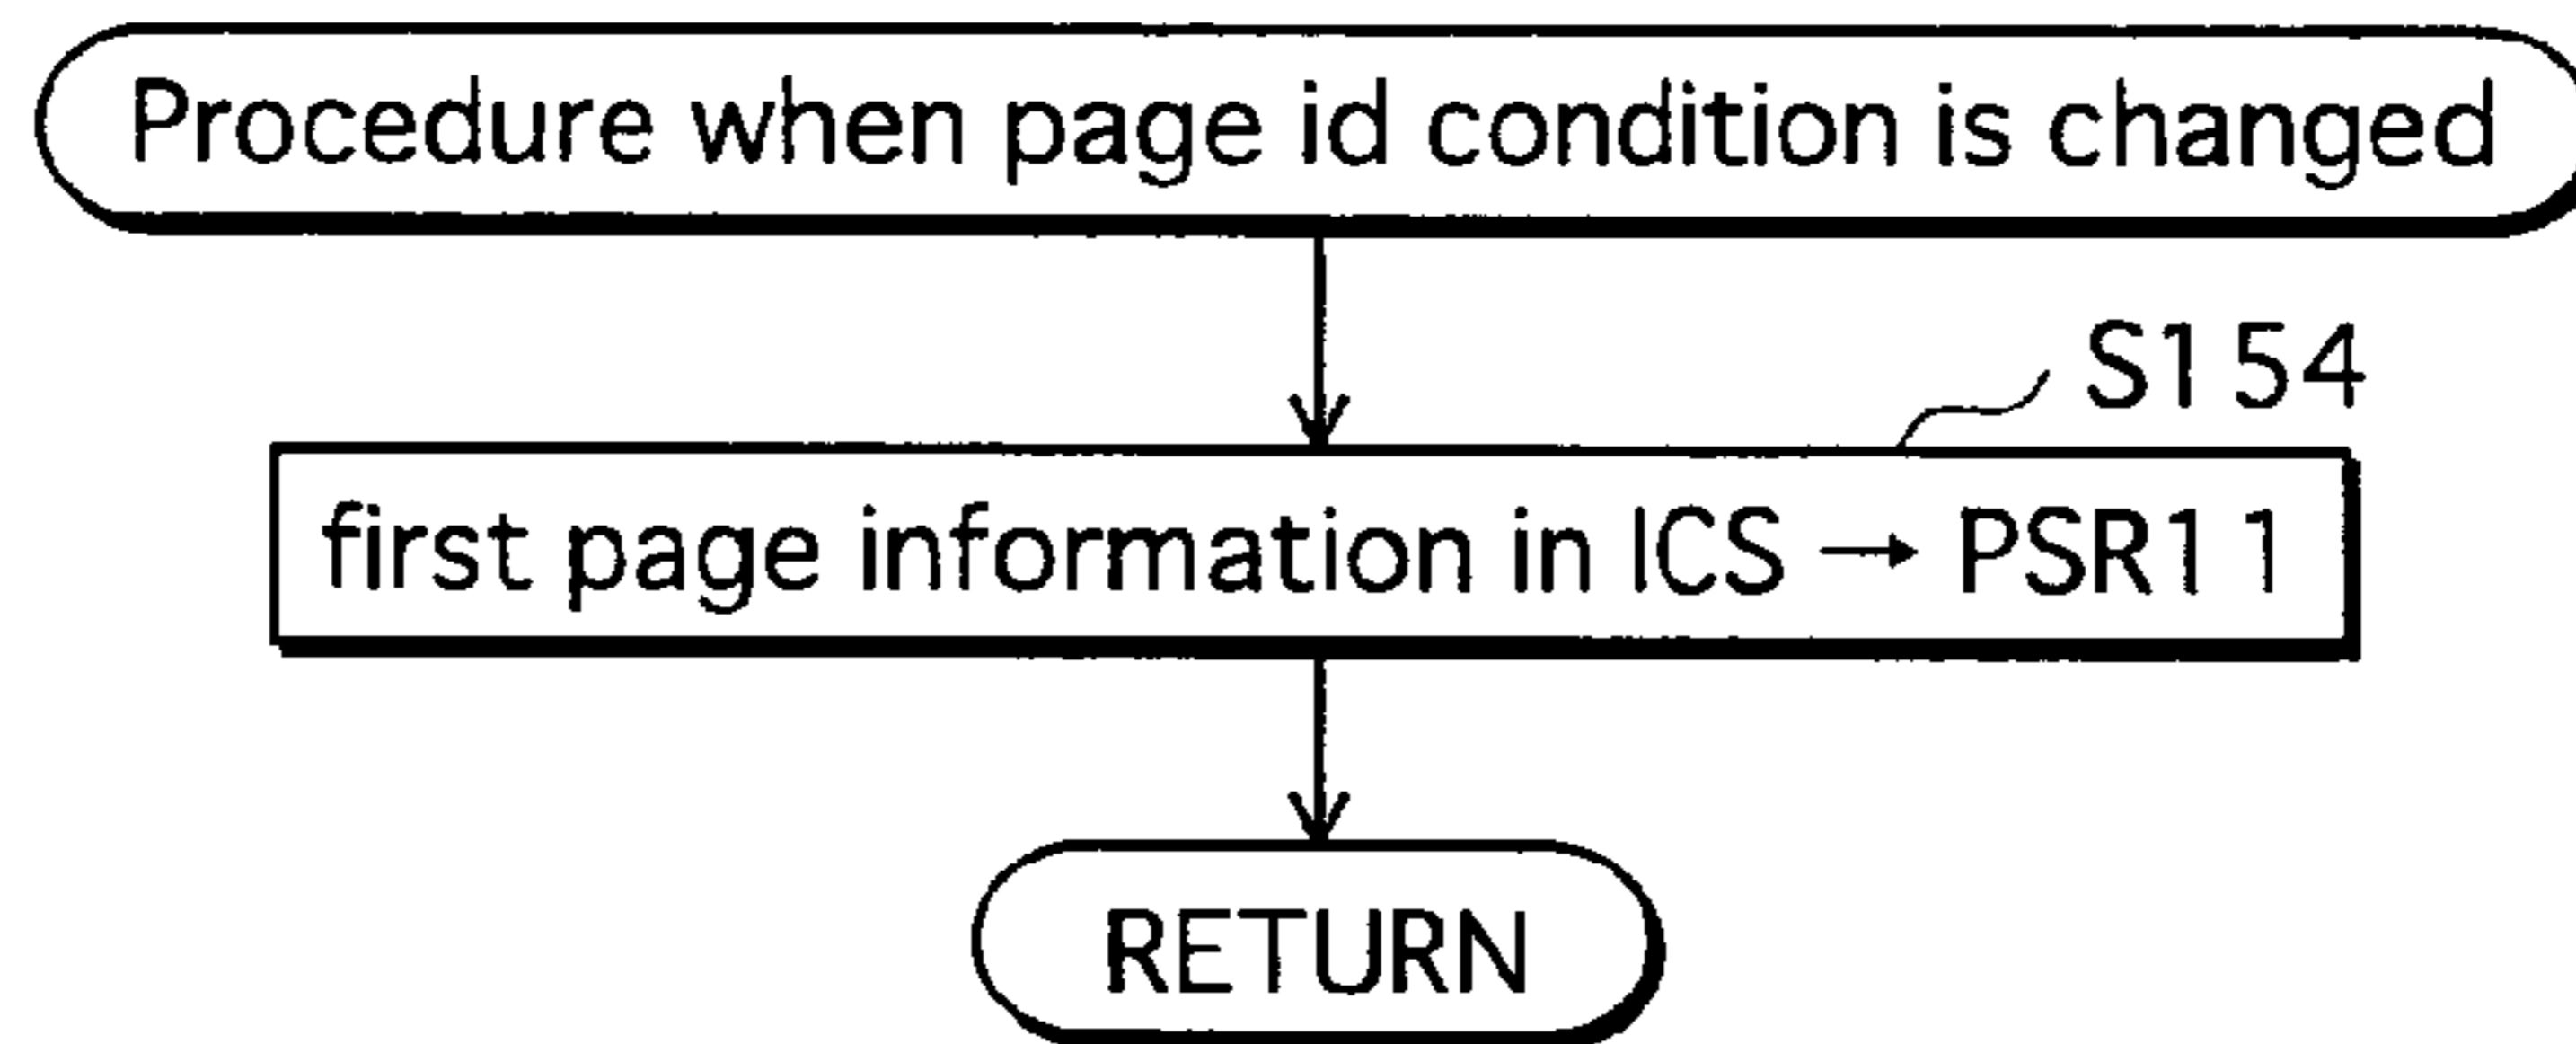 Procedure when page id condition is changed
S154
first page information in ICS → PSR11
RETURN